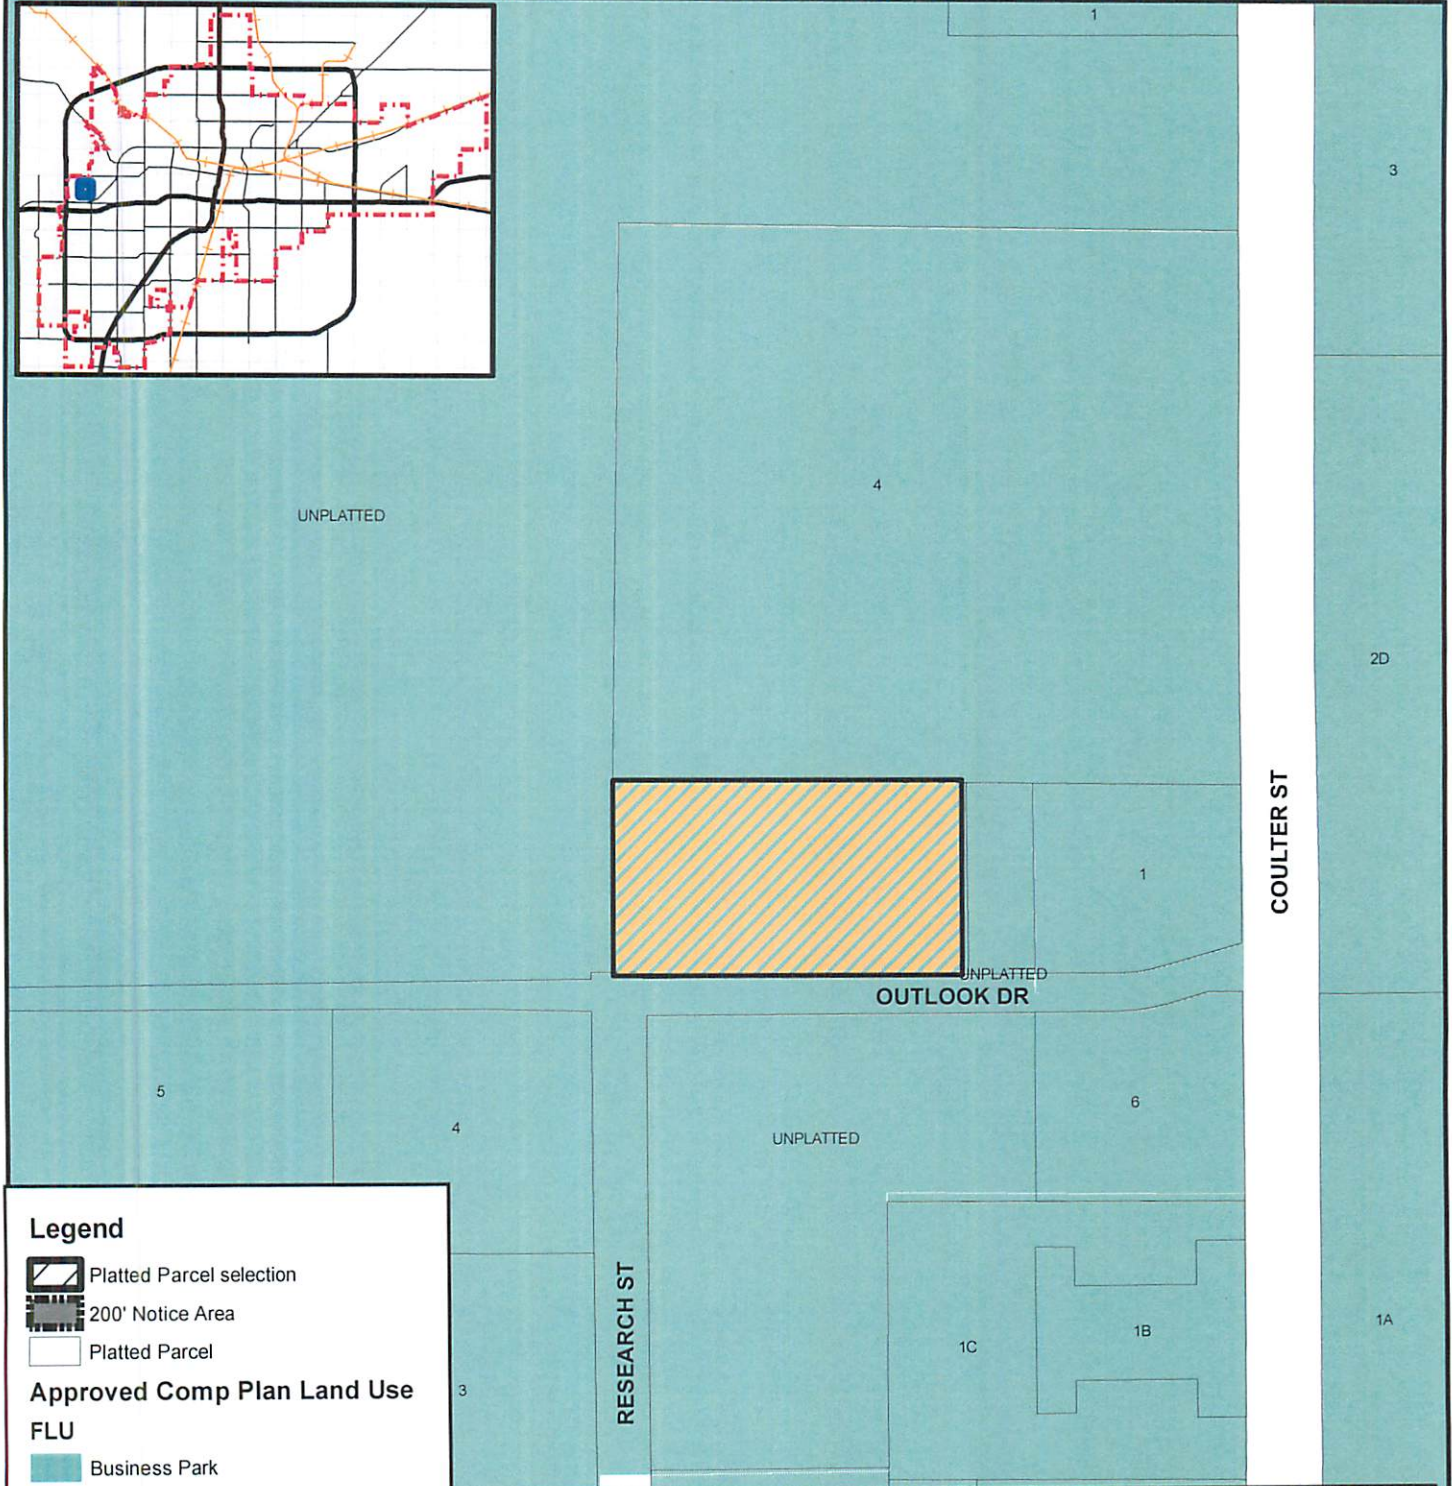 1
3
UNPLATTED
4
2D
1
COULTER ST
UNPLATTED
OUTLOOK DR
5
4
UNPLATTED
6
RESEARCH ST
3
1C
1B
1A
Legend
Platted Parcel selection
200' Notice Area
Platted Parcel
Approved Comp Plan Land Use
FLU
Business Park